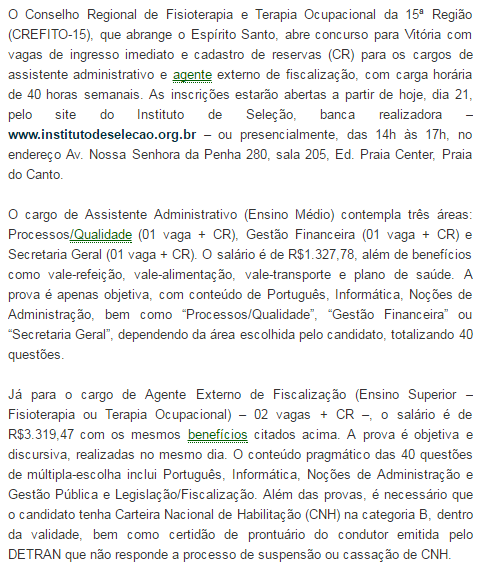 O Conselho Regional de Fisioterapia e Terapia Ocupacional da 15ª Região
(CREFITO-15), que abrange o Espírito Santo, abre concurso para Vitória com
vagas de ingresso imediato e cadastro de reservas (CR) para os cargos de
assistente administrativo e agente externo de fiscalização, com carga horária
de 40 horas semanais. As inscrições estarão abertas a partir de hoje, dia 21,
pelo site do Instituto de Seleção, banca realizadora –
www.institutodeselecao.org.br – ou presencialmente, das 14h às 17h, no
endereço Av. Nossa Senhora da Penha 280, sala 205, Ed. Praia Center, Praia
do Canto.
O cargo de Assistente Administrativo (Ensino Médio) contempla três áreas:
Processos/Qualidade (01 vaga + CR), Gestão Financeira (01 vaga + CR) e
Secretaria Geral (01 vaga + CR). O salário é de R$1.327,78, além de benefícios
como vale-refeição, vale-alimentação, vale-transporte e plano de saúde. A
prova é apenas objetiva, com conteúdo de Português, Informática, Noções de
Administração, bem como “Processos/Qualidade”, “Gestão Financeira” ou
“Secretaria Geral”, dependendo da área escolhida pelo candidato, totalizando 40
questões.
Já para o cargo de Agente Externo de Fiscalização (Ensino Superior –
Fisioterapia ou Terapia Ocupacional) – 02 vagas + CR –, o salário é de
R$3.319,47 com os mesmos benefícios citados acima. A prova é objetiva e
discursiva, realizadas no mesmo dia. O conteúdo pragmático das 40 questões
de múltipla-escolha inclui Português, Informática, Noções de Administração e
Gestão Pública e Legislação/Fiscalização. Além das provas, é necessário que
o candidato tenha Carteira Nacional de Habilitação (CNH) na categoria B, dentro
da validade, bem como certidão de prontuário do condutor emitida pelo
DETRAN que não responde a processo de suspensão ou cassação de CNH.